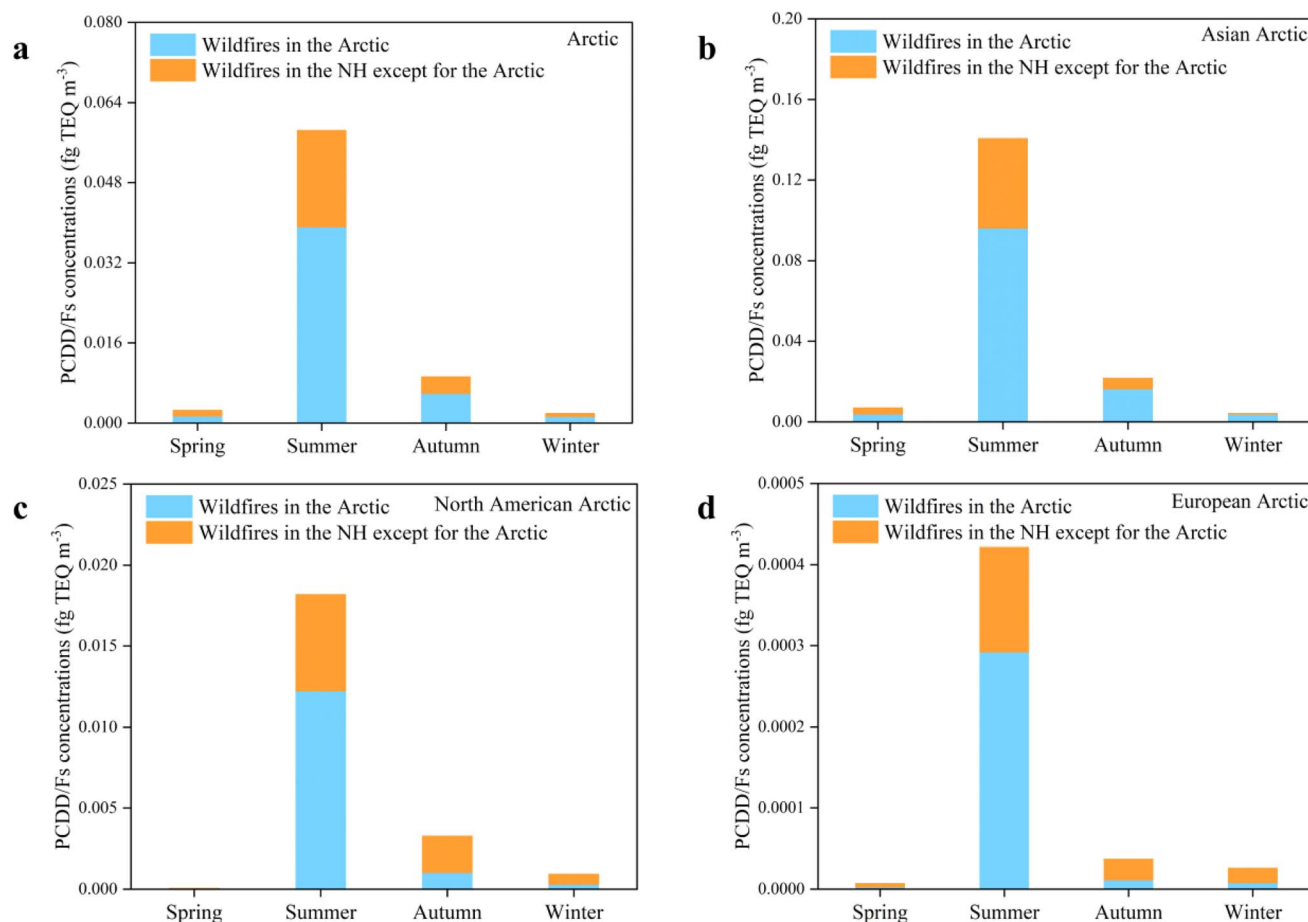 a
Arctic
Wildfires in the Arctic
Wildfires in the NH except for the Arctic
PCDD/Fs concentrations (fg TEQ m⁻³)
0.080
0.064
0.048
0.032
0.016
0.000
Spring Summer Autumn Winter
b
Asian Arctic
Wildfires in the Arctic
Wildfires in the NH except for the Arctic
PCDD/Fs concentrations (fg TEQ m⁻³)
0.20
0.16
0.12
0.08
0.04
0.00
Spring Summer Autumn Winter
c
North American Arctic
Wildfires in the Arctic
Wildfires in the NH except for the Arctic
PCDD/Fs concentrations (fg TEQ m⁻³)
0.025
0.020
0.015
0.010
0.005
0.000
Spring Summer Autumn Winter
d
European Arctic
Wildfires in the Arctic
Wildfires in the NH except for the Arctic
PCDD/Fs concentrations (fg TEQ m⁻³)
0.0005
0.0004
0.0003
0.0002
0.0001
0.0000
Spring Summer Autumn Winter